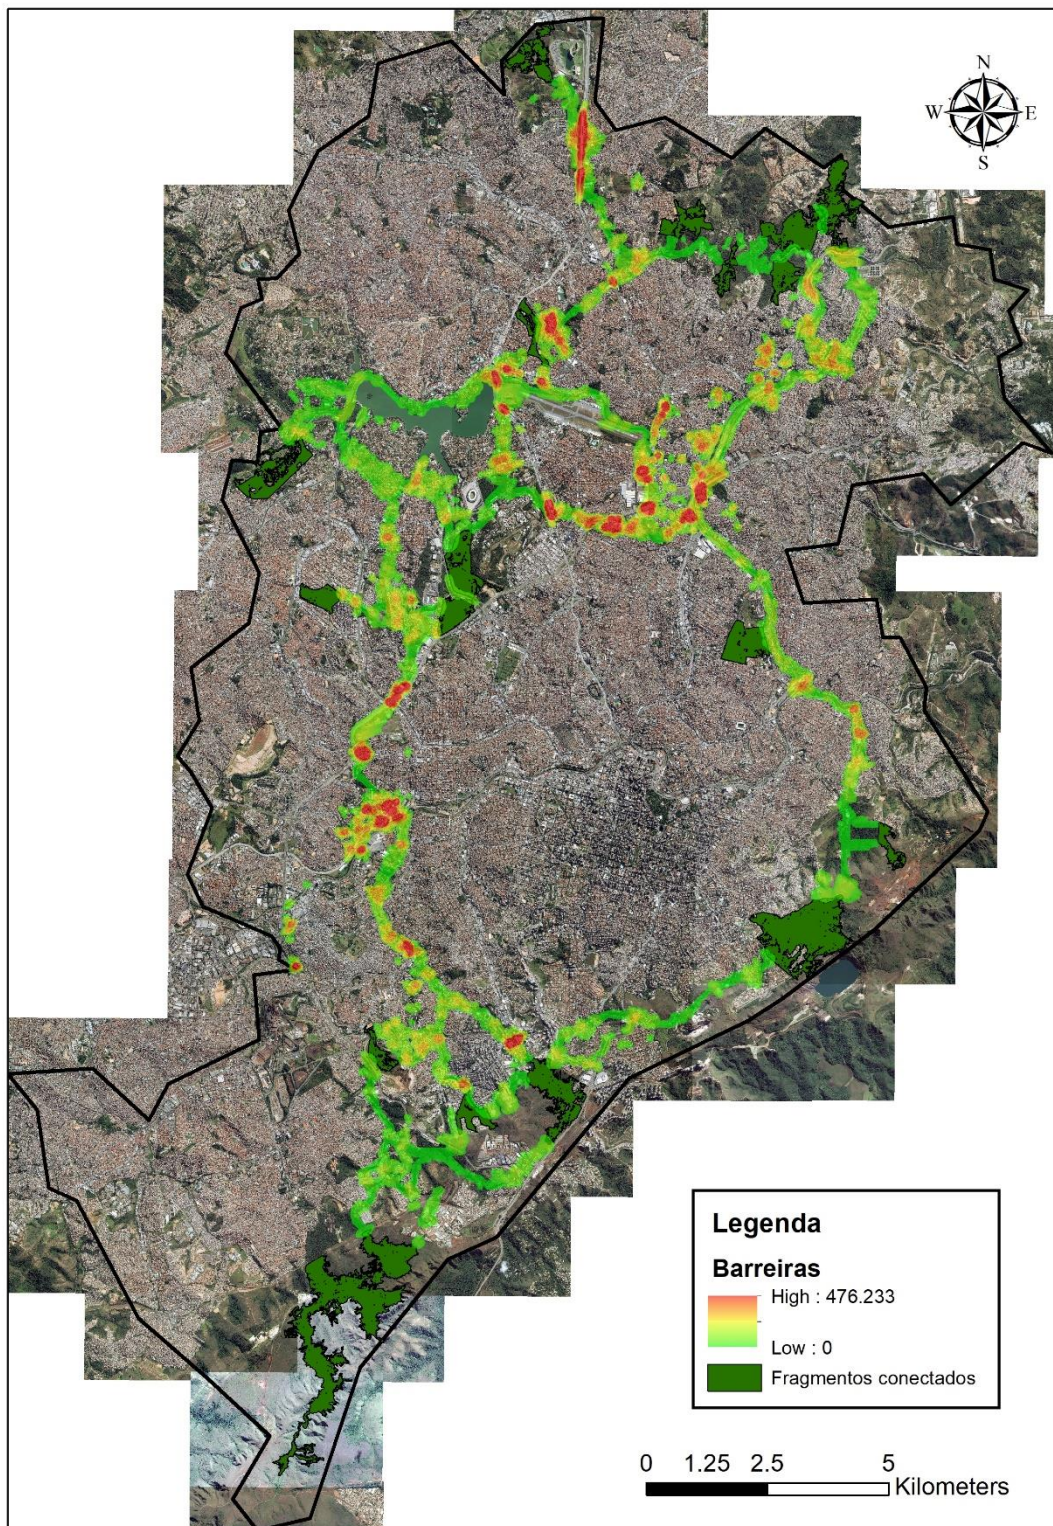 N
W E
S
Legenda
Barreiras
High : 476.233
Low : 0
Fragmentos conectados
0 1.25 2.5 5
Kilometers